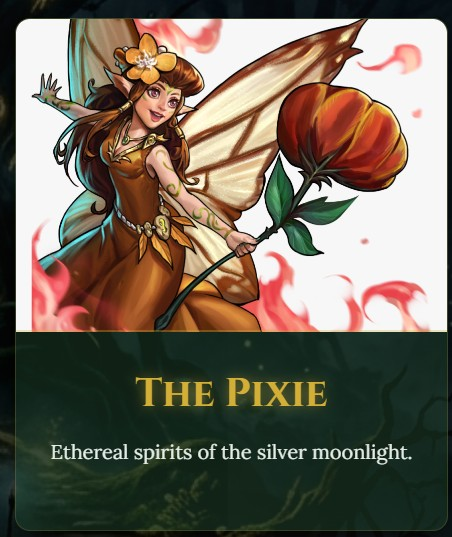 The Pixie
Ethereal spirits of the silver moonlight.